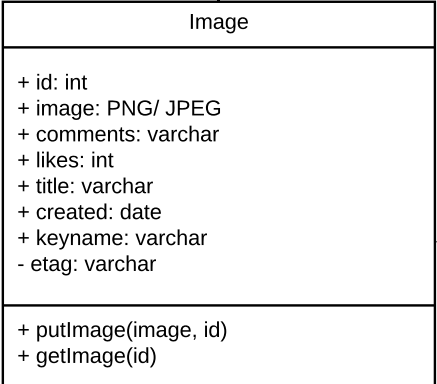 Image
+ id: int
+ image: PNG/ JPEG
+ comments: varchar
+ likes: int
+ title: varchar
+ created: date
+ keyname: varchar
- etag: varchar
+ putImage(image, id)
+ getImage(id)